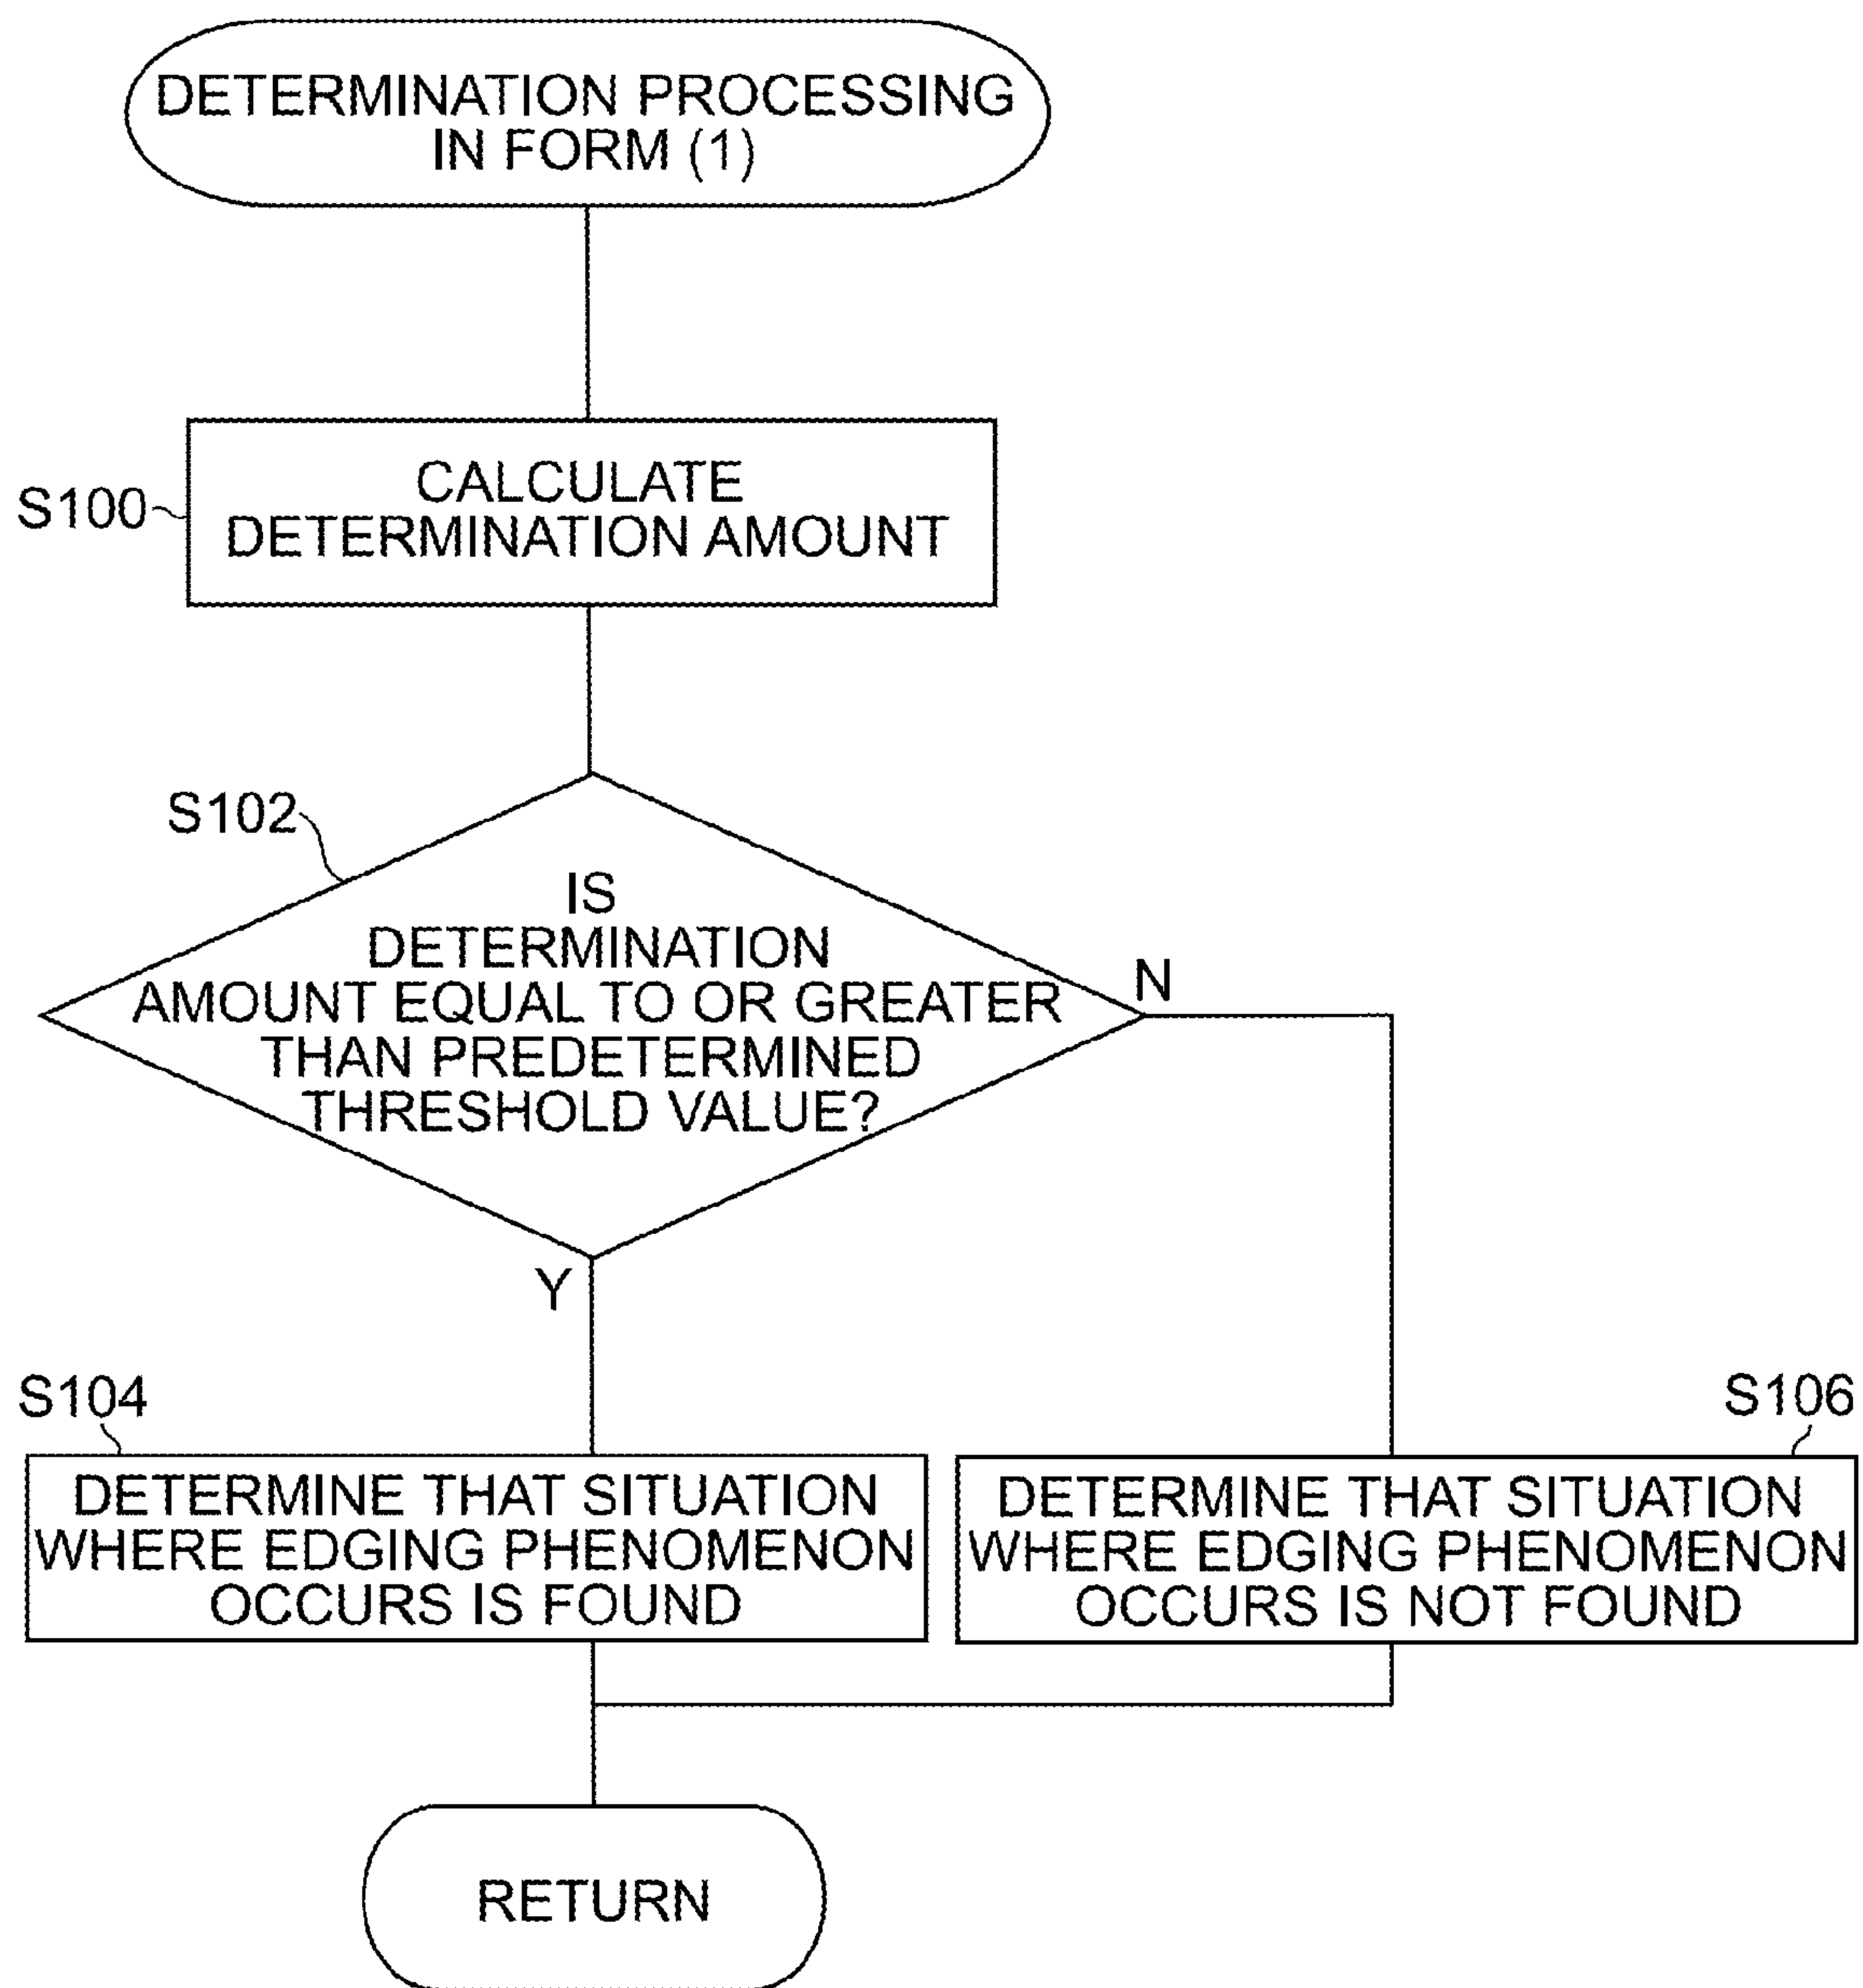 DETERMINATION PROCESSING
IN FORM (1)
S100
CALCULATE
DETERMINATION AMOUNT
S102
IS
DETERMINATION
AMOUNT EQUAL TO OR GREATER
THAN PREDETERMINED
THRESHOLD VALUE?
N
Y
S104
DETERMINE THAT SITUATION
WHERE EDGING PHENOMENON
OCCURS IS FOUND
S106
DETERMINE THAT SITUATION
WHERE EDGING PHENOMENON
OCCURS IS NOT FOUND
RETURN